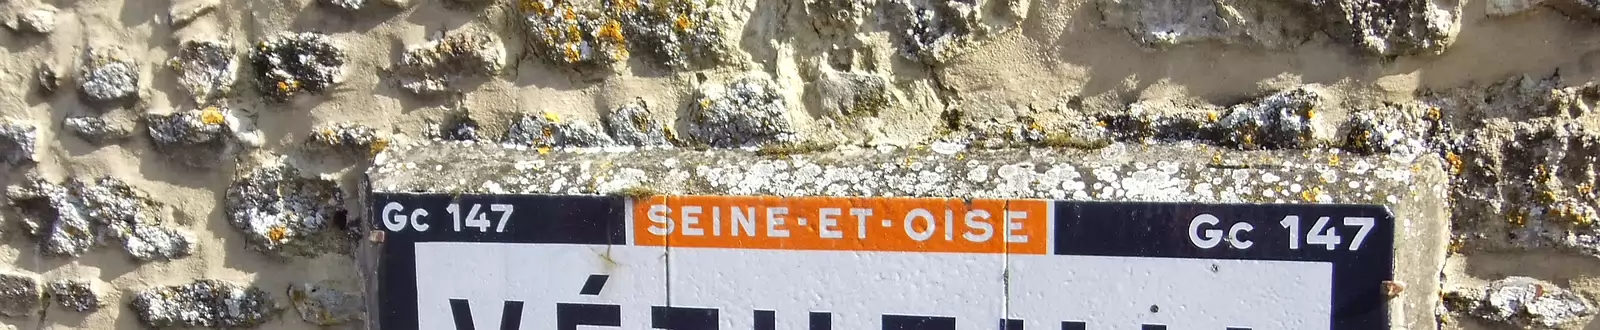 Gc 147 SEINE·ET·OISE Gc 147